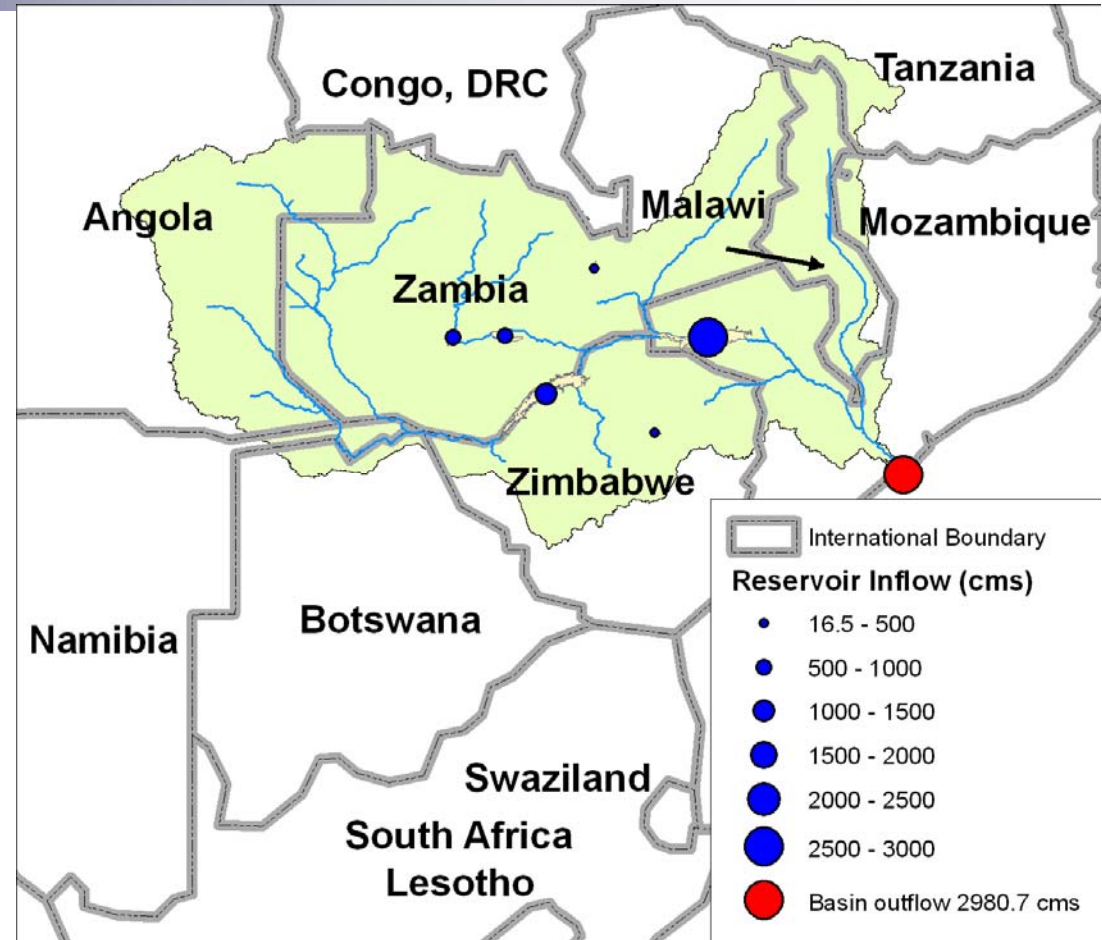 Congo, DRC
Tanzania
Angola
Malawi
Mozambique
Zambia
Zimbabwe
Namibia
Botswana
Swaziland
South Africa
Lesotho
International Boundary
Reservoir Inflow (cms)
16.5 - 500
500 - 1000
1000 - 1500
1500 - 2000
2000 - 2500
2500 - 3000
Basin outflow 2980.7 cms